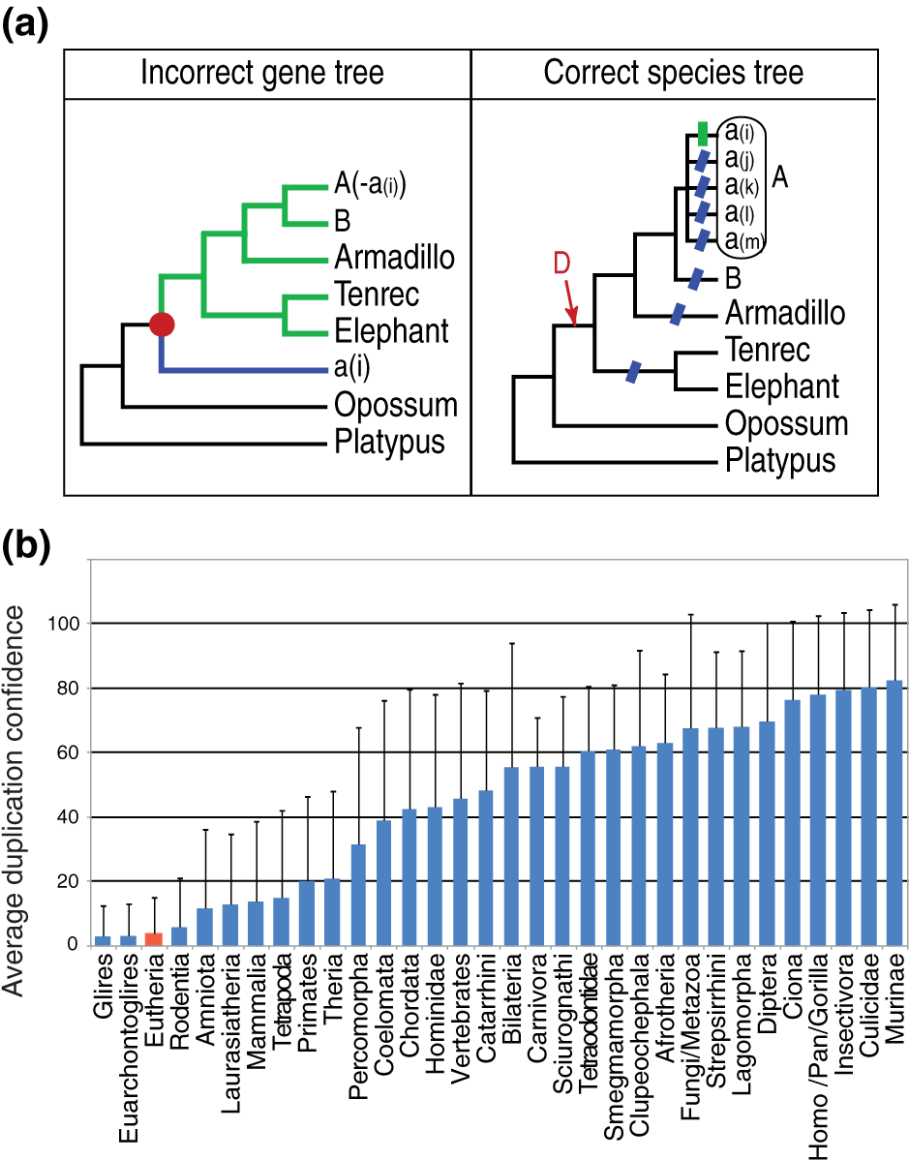 (a)
Incorrect gene tree
Correct species tree
A(-a(i))
B
Armadillo
Tenrec
Elephant
a(i)
Opossum
Platypus
a(i)
a(j)
a(k)
a(l)
a(m)
A
D
B
Armadillo
Tenrec
Elephant
Opossum
Platypus
(b)
Average duplication confidence
100
80
60
40
20
0
Glires
Euarchontoglires
Eutheria
Rodentia
Amniota
Laurasiatheria
Mammalia
Tetrapoda
Primates
Theria
Percomorpha
Coelomata
Chordata
Hominidae
Vertebrates
Catarrhini
Bilateria
Carnivora
Sciurognathi
Tetraodontidae
Smegmamorpha
Clupeochephala
Afrotheria
Fungi/Metazoa
Strepsirrhini
Lagomorpha
Diptera
Ciona
Homo /Pan/Gorilla
Insectivora
Culicidae
Murinae